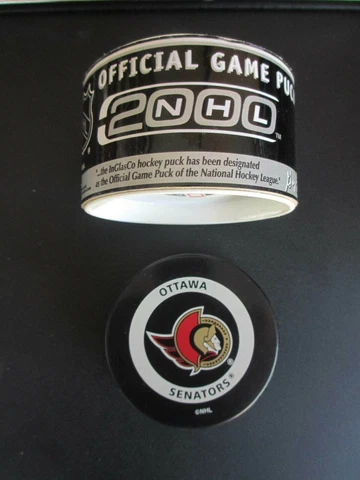 OFFICIAL GAME PUCK
2000
NHL
TM
"...the InGlasCo hockey puck has been designated
as the Official Game Puck of the National Hockey League."
OTTAWA
SENATORS®
®
©NHL